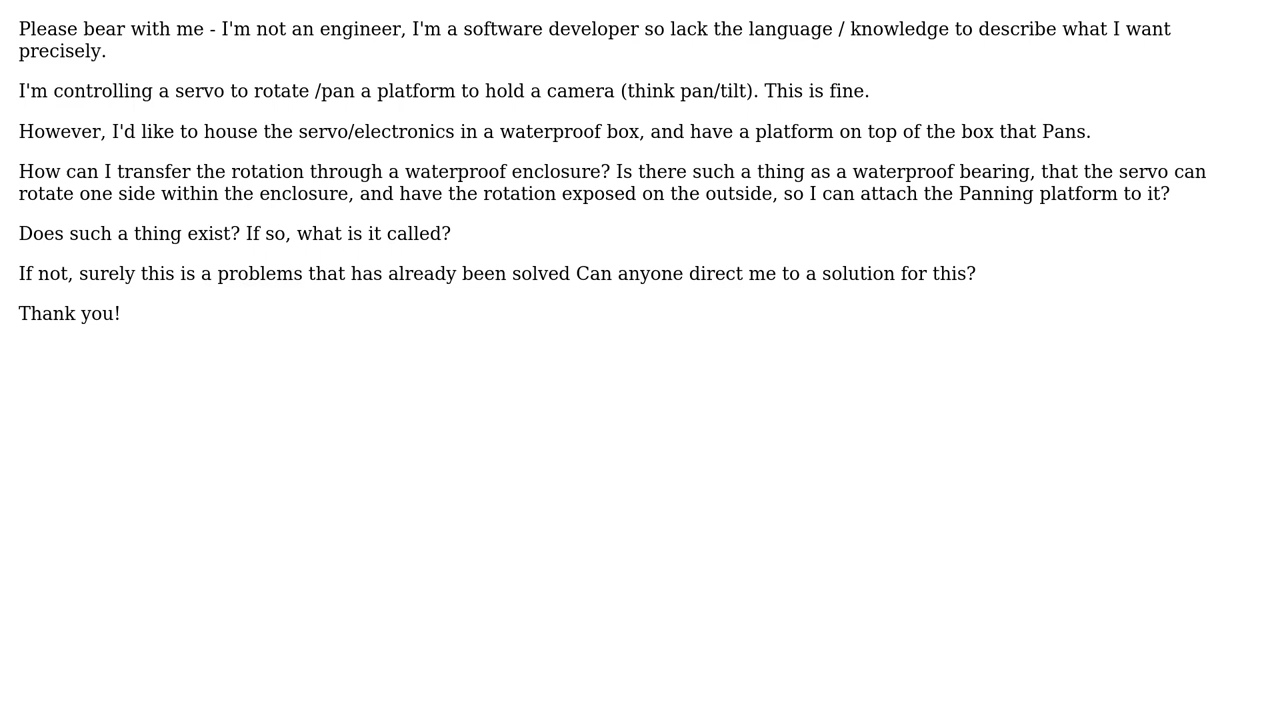 Please bear with me - I'm not an engineer, I'm a software developer so lack the language / knowledge to describe what I want
precisely.
I'm controlling a servo to rotate /pan a platform to hold a camera (think pan/tilt). This is fine.
However, I'd like to house the servo/electronics in a waterproof box, and have a platform on top of the box that Pans.
How can I transfer the rotation through a waterproof enclosure? Is there such a thing as a waterproof bearing, that the servo can
rotate one side within the enclosure, and have the rotation exposed on the outside, so I can attach the Panning platform to it?
Does such a thing exist? If so, what is it called?
If not, surely this is a problems that has already been solved Can anyone direct me to a solution for this?
Thank you!